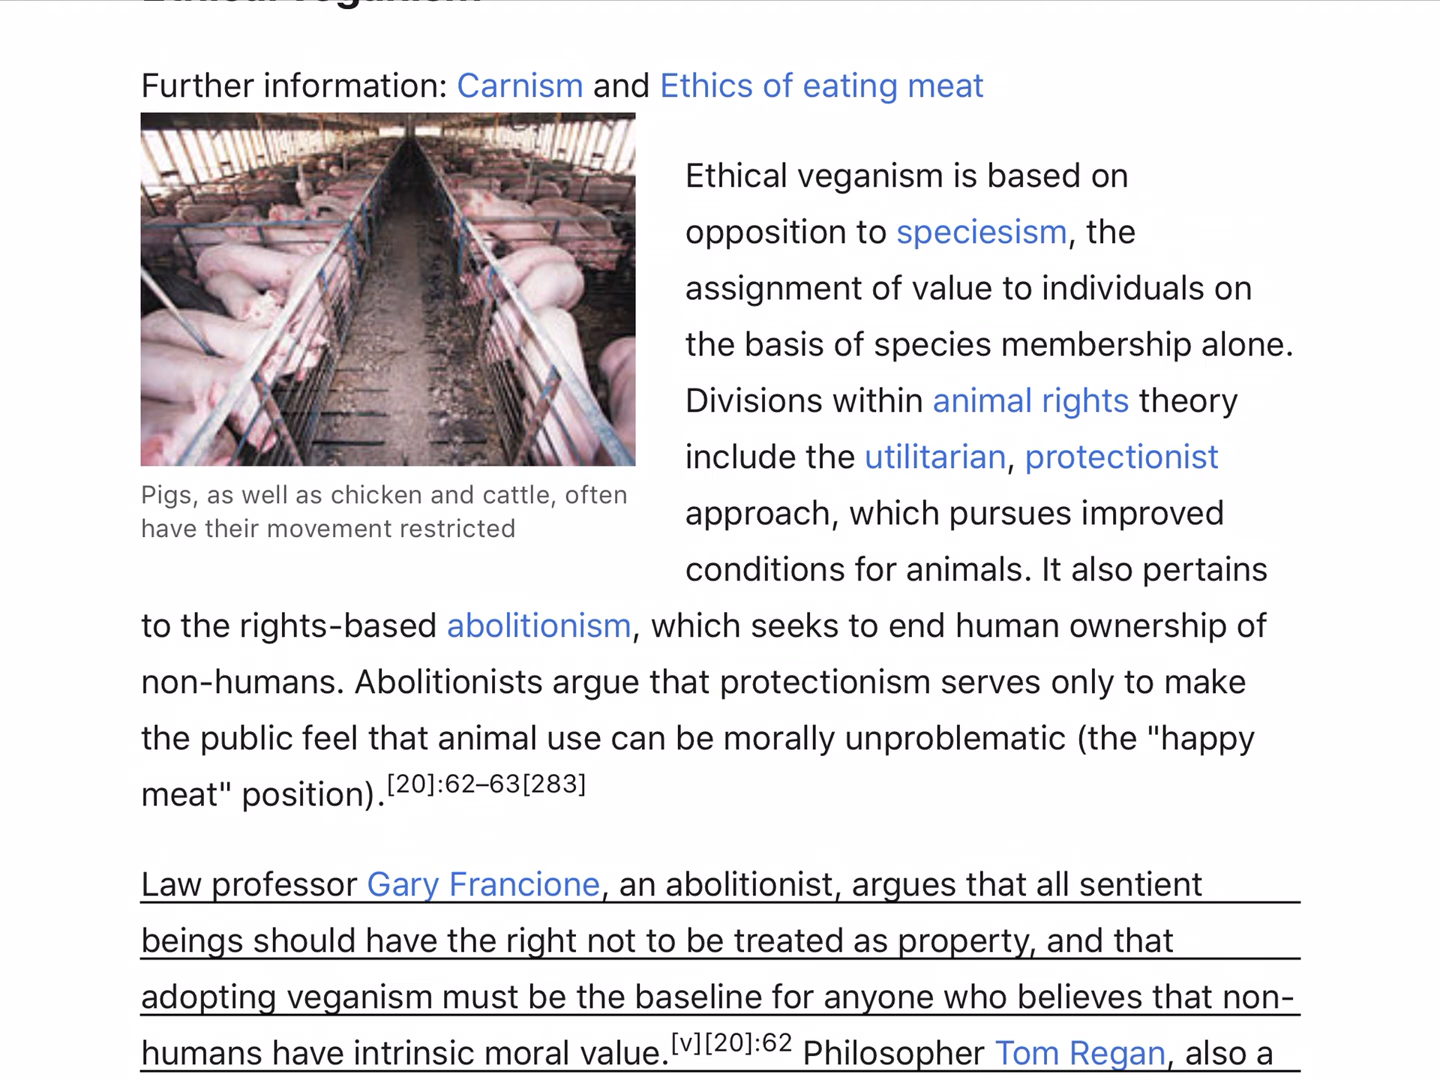 Further information: Carnism and Ethics of eating meat
Ethical veganism is based on
opposition to speciesism, the
assignment of value to individuals on
the basis of species membership alone.
Divisions within animal rights theory
include the utilitarian, protectionist
approach, which pursues improved
conditions for animals. It also pertains
Pigs, as well as chicken and cattle, often
have their movement restricted
to the rights-based abolitionism, which seeks to end human ownership of
non-humans. Abolitionists argue that protectionism serves only to make
the public feel that animal use can be morally unproblematic (the "happy
meat" position).[20]:62–63[283]
Law professor Gary Francione, an abolitionist, argues that all sentient
beings should have the right not to be treated as property, and that
adopting veganism must be the baseline for anyone who believes that non-
humans have intrinsic moral value.[v][20]:62 Philosopher Tom Regan, also a